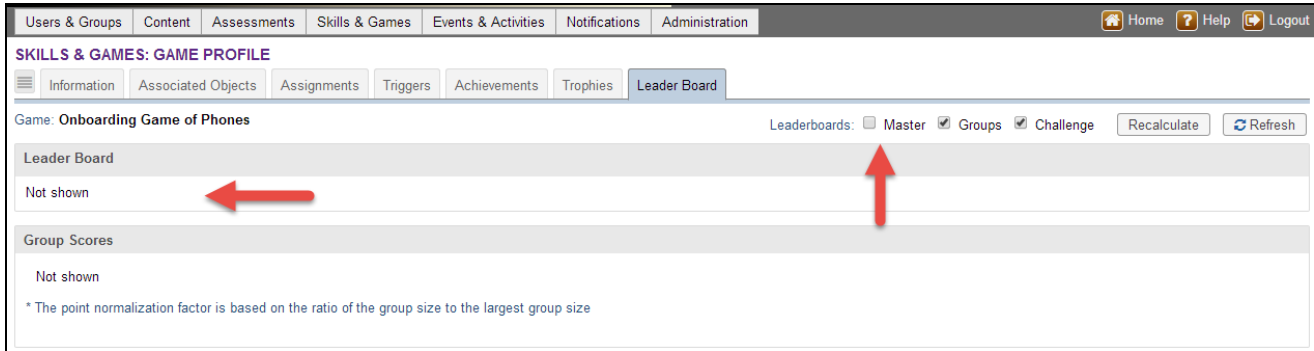 Users & Groups Content Assessments Skills & Games Events & Activities Notifications Administration Home ? Help Logout
SKILLS & GAMES: GAME PROFILE
Information Associated Objects Assignments Triggers Achievements Trophies Leader Board
Game: Onboarding Game of Phones Leaderboards: Master Groups Challenge Recalculate Refresh
Leader Board
Not shown
Group Scores
Not shown
* The point normalization factor is based on the ratio of the group size to the largest group size